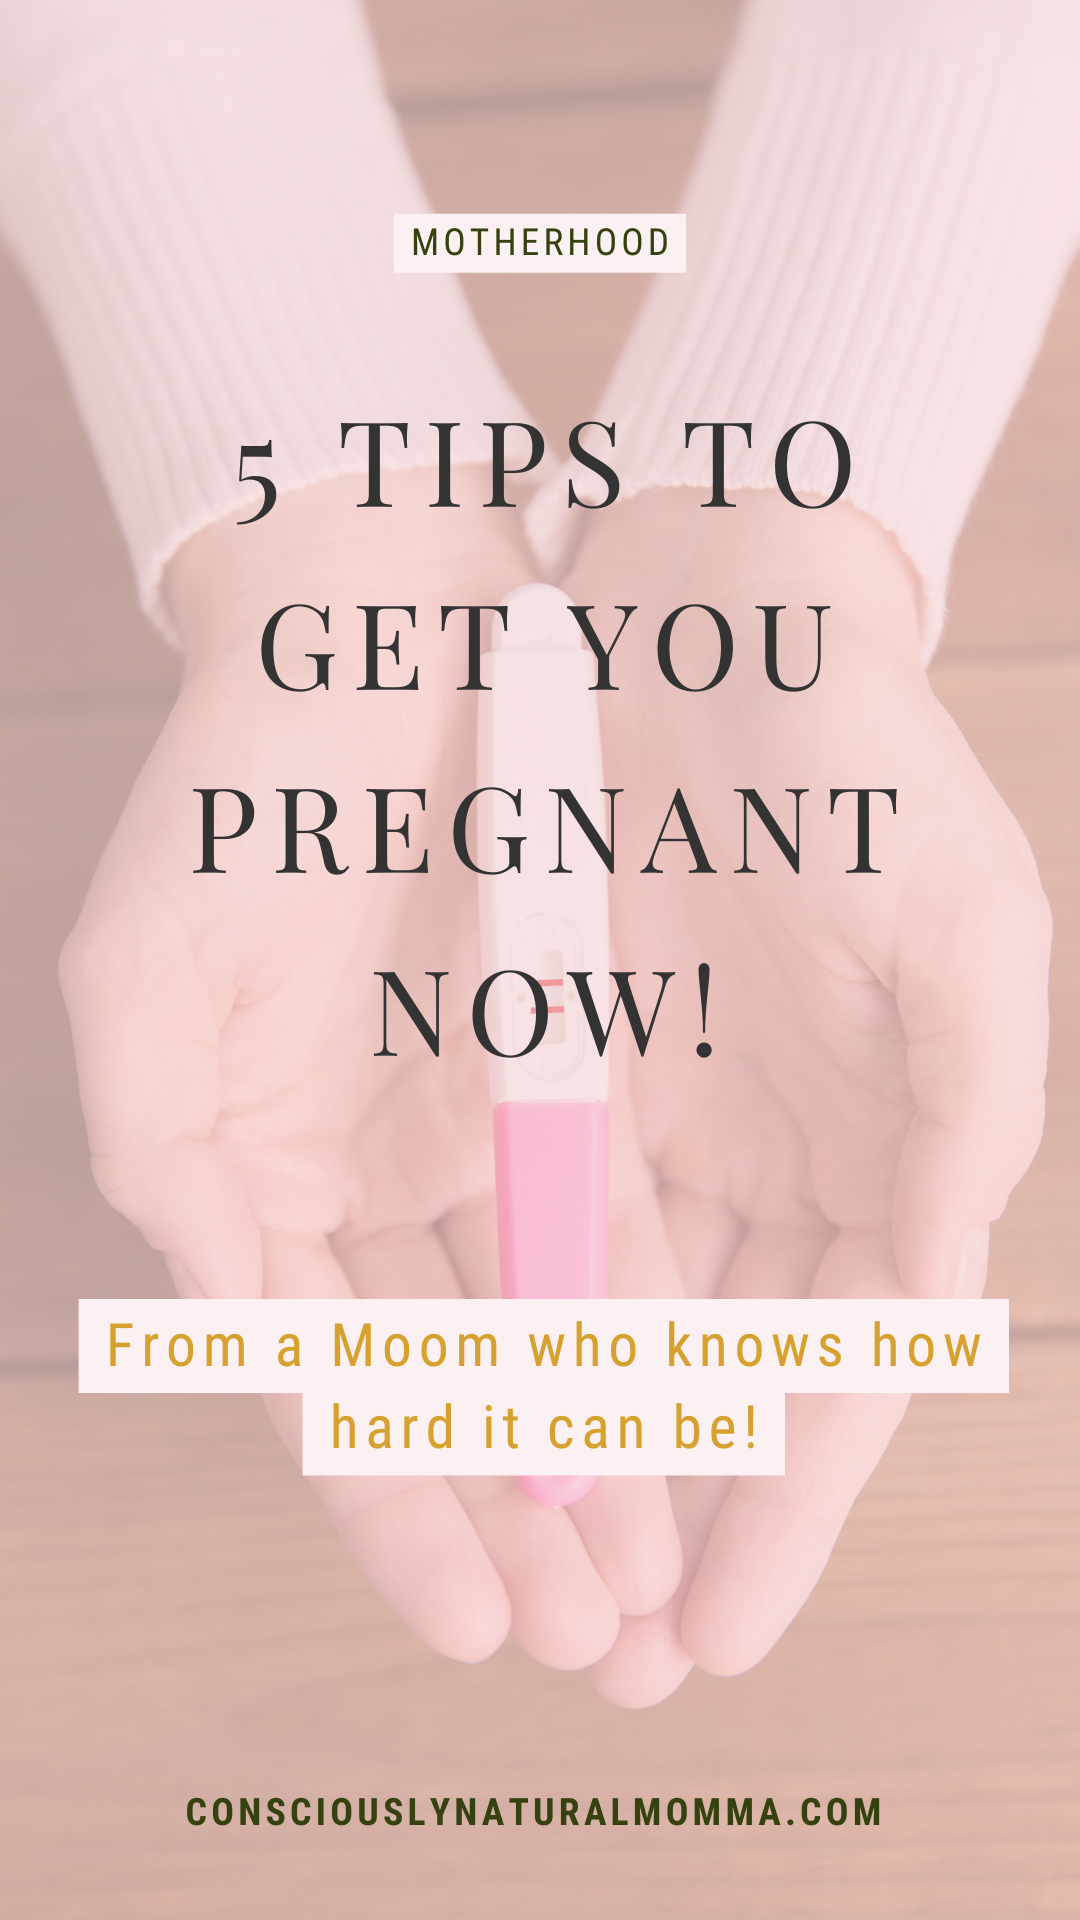 MOTHERHOOD
5 TIPS TO
GET YOU
PREGNANT
NOW!
From a Moom who knows how
hard it can be!
CONSCIOUSLYNATURALMOMMA.COM